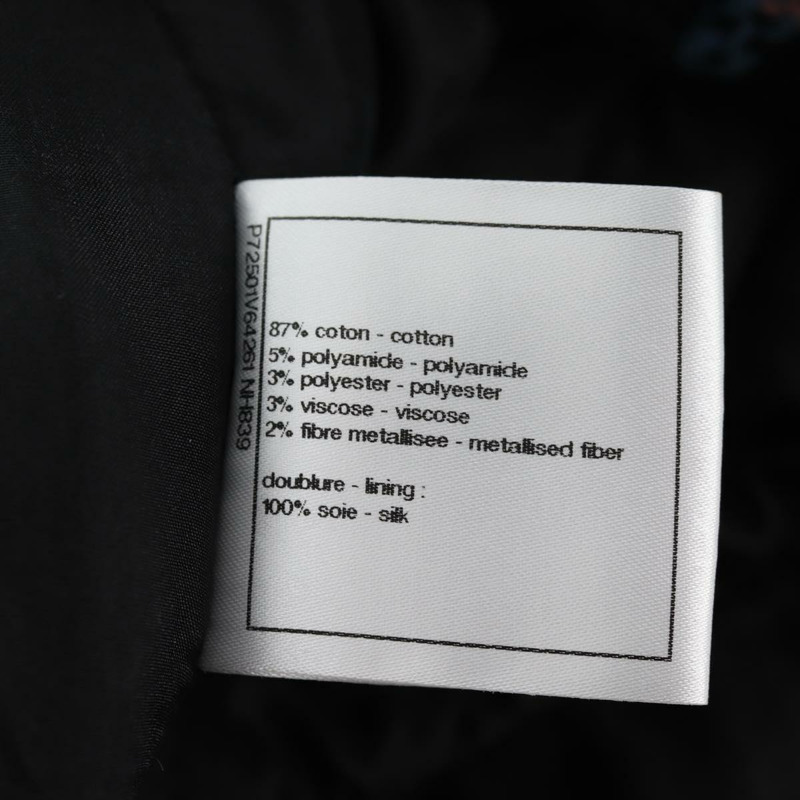 P72501V64261 NH839
87% coton - cotton
5% polyamide - polyamide
3% polyester - polyester
3% viscose - viscose
2% fibre metallisee - metallised fiber
doublure - lining :
100% soie - silk